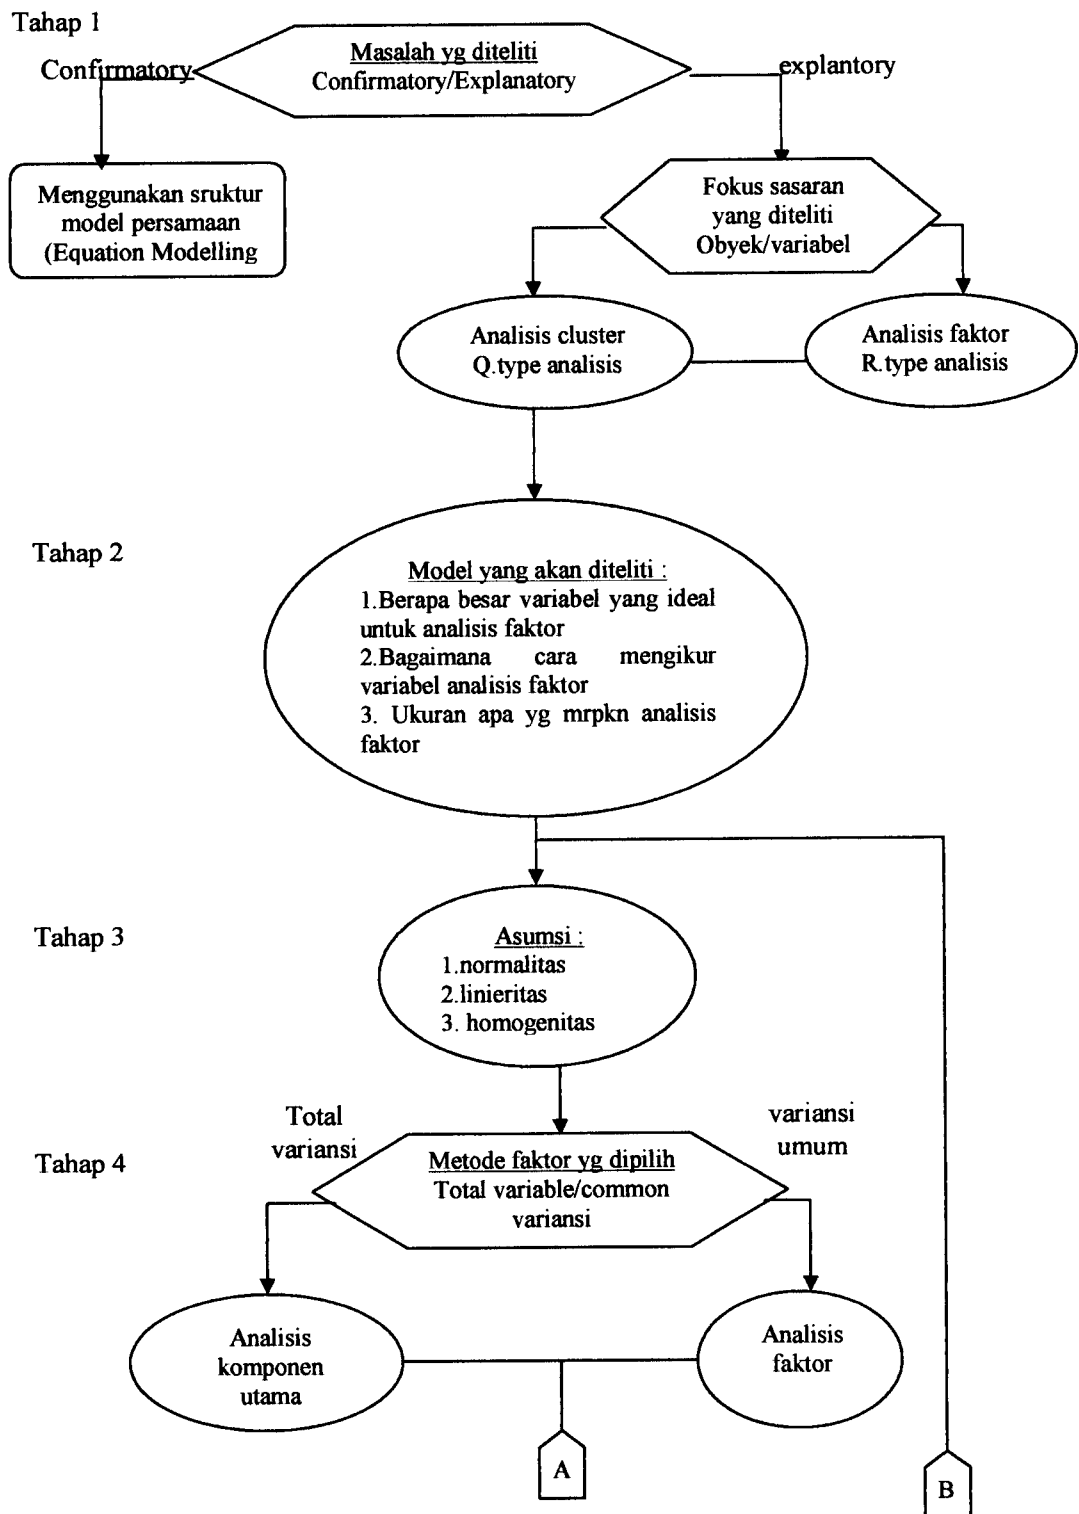 Tahap 1
Confirmatory
Masalah yg diteliti
Confirmatory/Explanatory
explantory
Menggunakan sruktur
model persamaan
(Equation Modelling
Fokus sasaran
yang diteliti
Obyek/variabel
Analisis cluster
Q.type analisis
Analisis faktor
R.type analisis
Tahap 2
Model yang akan diteliti :
1.Berapa besar variabel yang ideal
untuk analisis faktor
2.Bagaimana cara mengikur
variabel analisis faktor
3. Ukuran apa yg mrpkn analisis
faktor
Tahap 3
Asumsi :
1.normalitas
2.linieritas
3. homogenitas
Total
variansi
variansi
umum
Tahap 4
Metode faktor yg dipilih
Total variable/common
variansi
Analisis
komponen
utama
Analisis
faktor
A
B